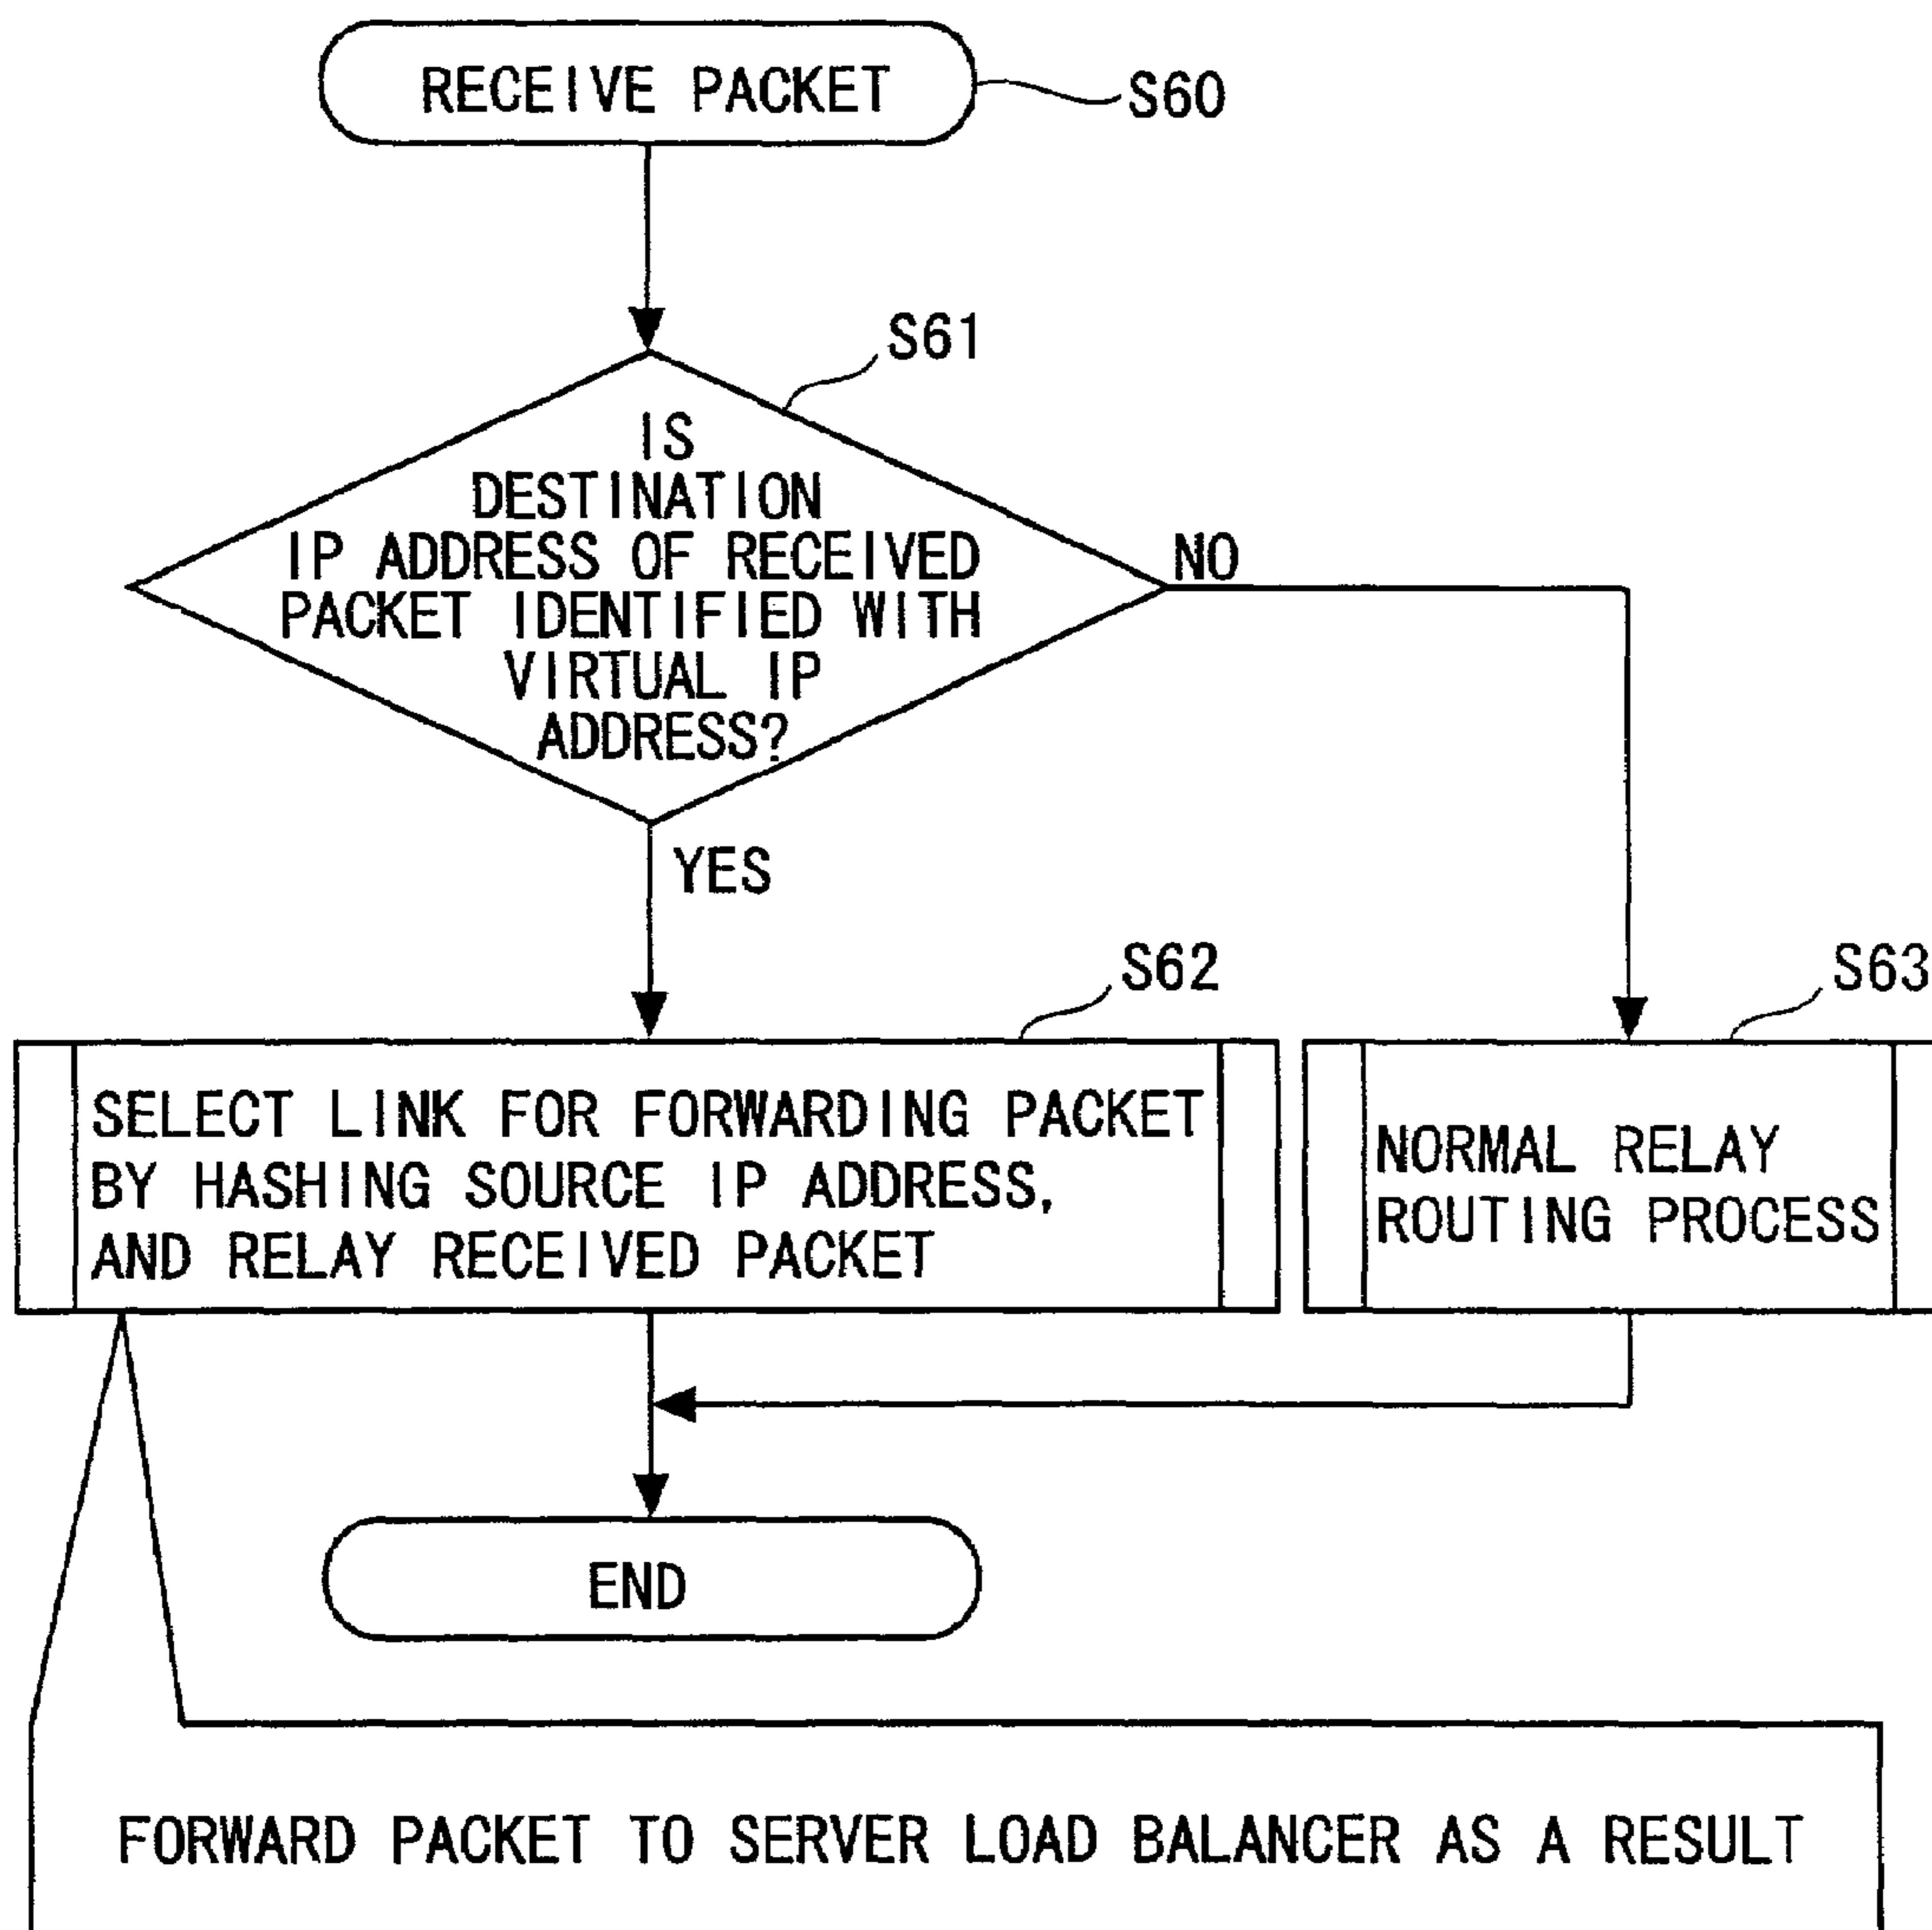 RECEIVE PACKET
S60
S61
IS
DESTINATION
IP ADDRESS OF RECEIVED
PACKET IDENTIFIED WITH
VIRTUAL IP
ADDRESS?
NO
YES
S62
S63
SELECT LINK FOR FORWARDING PACKET
BY HASHING SOURCE IP ADDRESS,
AND RELAY RECEIVED PACKET
NORMAL RELAY
ROUTING PROCESS
END
FORWARD PACKET TO SERVER LOAD BALANCER AS A RESULT